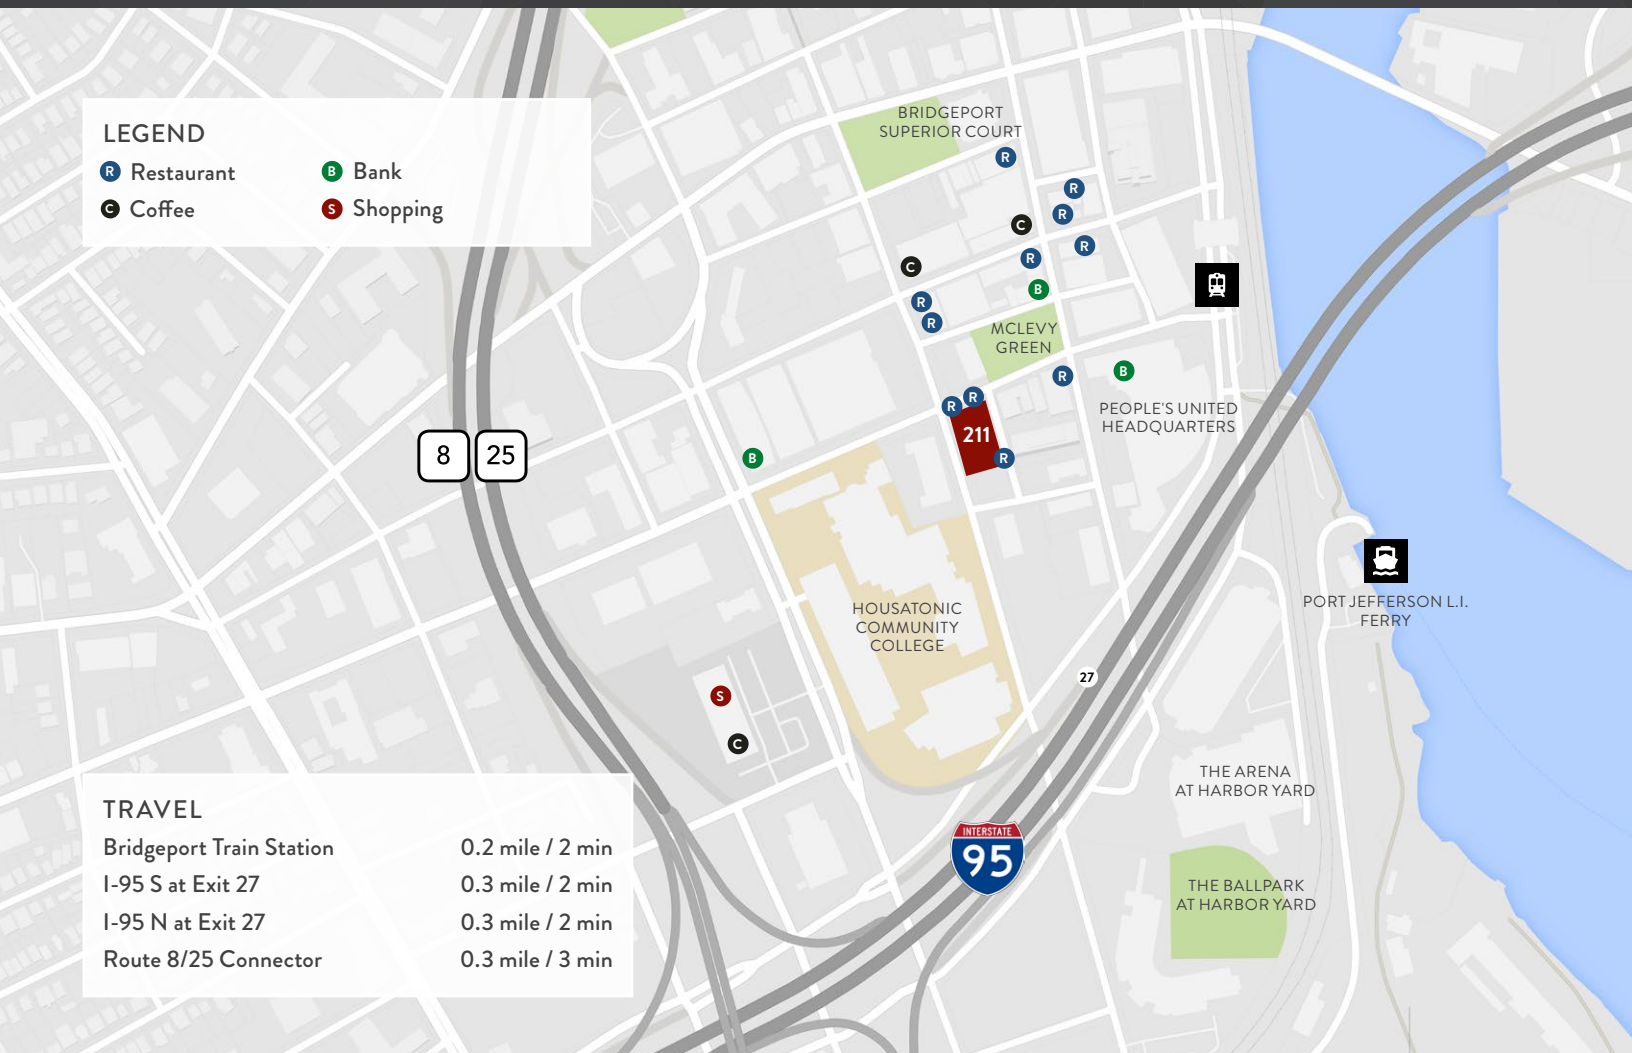 BRIDGEPORT
SUPERIOR COURT
LEGEND
R Restaurant
B Bank
C Coffee
S Shopping
R
R
R
C
R
R
C
B
R
R
MCLEVY
GREEN
B
R
R
R
PEOPLE'S UNITED
HEADQUARTERS
211
8
25
B
R
PORT JEFFERSON L.I.
FERRY
HOUSATONIC
COMMUNITY
COLLEGE
27
S
C
THE ARENA
AT HARBOR YARD
TRAVEL
Bridgeport Train Station 0.2 mile / 2 min
I-95 S at Exit 27 0.3 mile / 2 min
I-95 N at Exit 27 0.3 mile / 2 min
Route 8/25 Connector 0.3 mile / 3 min
INTERSTATE
95
THE BALLPARK
AT HARBOR YARD